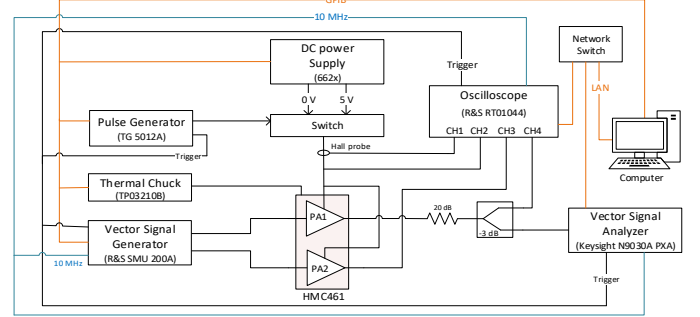 GPIB
10 MHz
Network
Switch
DC power
Supply
(662x)
Trigger
0 V
5 V
LAN
Oscilloscope
(R&S RT01044)
CH1
CH2
CH3
CH4
Pulse Generator
(TG 5012A)
Switch
Hall probe
Trigger
Computer
Thermal Chuck
(TP03210B)
PA1
20 dB
-3 dB
Vector Signal
Generator
(R&S SMU 200A)
Vector Signal
Analyzer
(Keysight N9030A PXA)
10 MHz
PA2
Trigger
HMC461